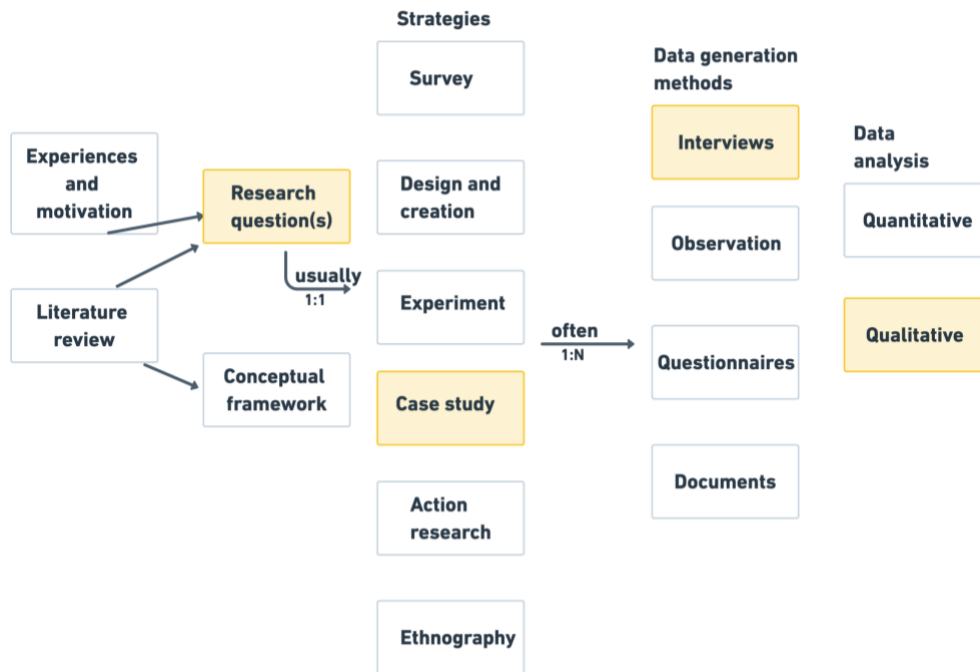 Strategies
Survey
Design and
creation
Experiment
Case study
Action
research
Ethnography
Experiences
and
motivation
Literature
review
Research
question(s)
usually
1:1
Conceptual
framework
often
1:N
Data generation
methods
Interviews
Observation
Questionnaires
Documents
Data
analysis
Quantitative
Qualitative